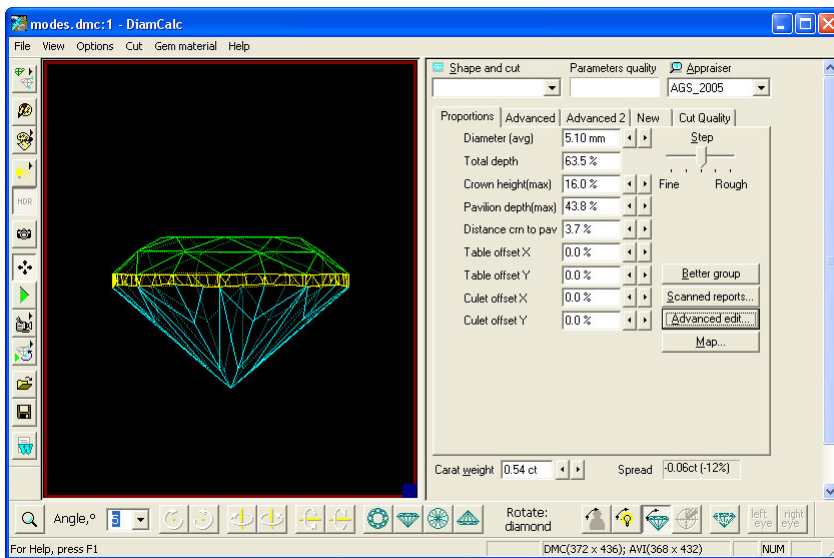 modes.dmc:1 - DiamCalc
File View Options Cut Gem material Help
Shape and cut Parameters quality Appraiser
AGS_2005
Proportions Advanced Advanced 2 New Cut Quality
Diameter (avg) 5.10 mm Step
Total depth 63.5 %
Crown height(max) 16.0 % Fine Rough
Pavilion depth(max) 43.8 %
Distance crn to pav 3.7 %
Table offset X 0.0 %
Table offset Y 0.0 % Better group
Culet offset X 0.0 % Scanned reports...
Culet offset Y 0.0 % Advanced edit...
Map...
HDR
Carat weight 0.54 ct Spread -0.06ct (-12%)
Angle,° 5 Rotate: left right
diamond eye eye
For Help, press F1 DMC(372 x 436); AVI(368 x 432) NUM